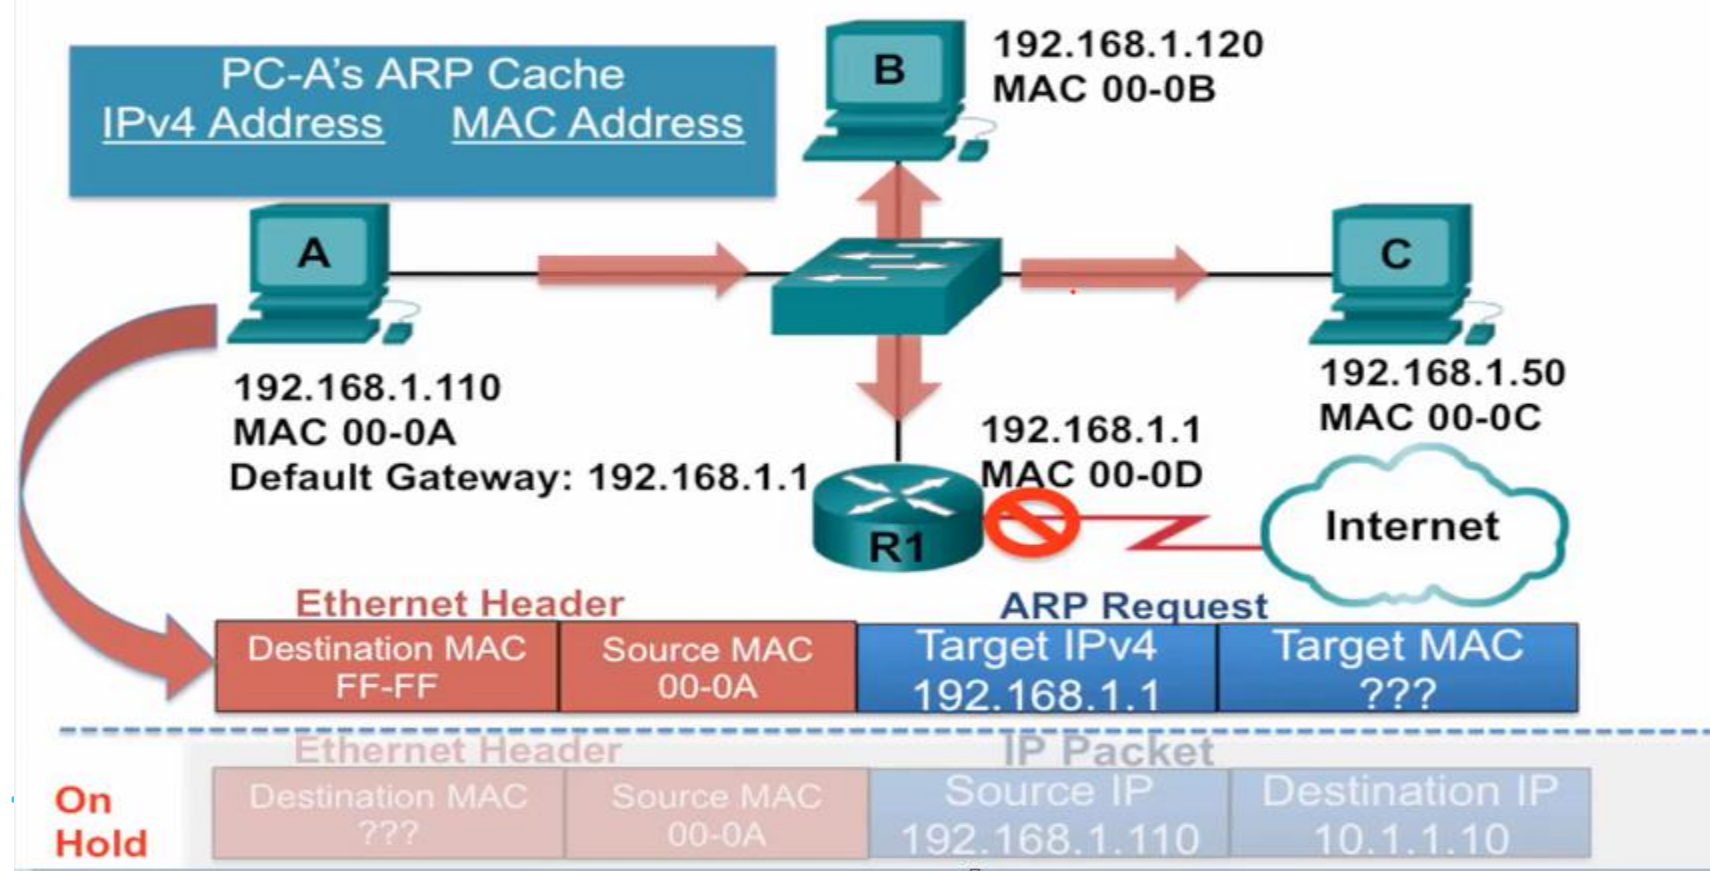 PC-A's ARP Cache
IPv4 Address MAC Address
B
192.168.1.120
MAC 00-0B
A
C
192.168.1.110
MAC 00-0A
Default Gateway: 192.168.1.1
192.168.1.50
MAC 00-0C
192.168.1.1
MAC 00-0D
R1
Internet
Ethernet Header
ARP Request
Destination MAC
FF-FF
Source MAC
00-0A
Target IPv4
192.168.1.1
Target MAC
???
On
Hold
Ethernet Header
IP Packet
Destination MAC
???
Source MAC
00-0A
Source IP
192.168.1.110
Destination IP
10.1.1.10